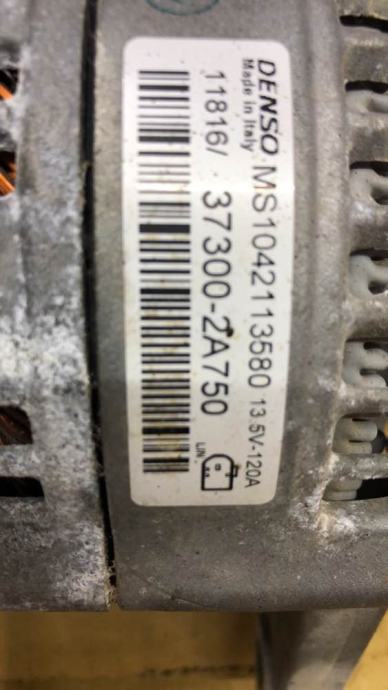 DENSO MS1042113580 13.5V-120A
Made in Italy
11816/ 37300-2A750
LIN